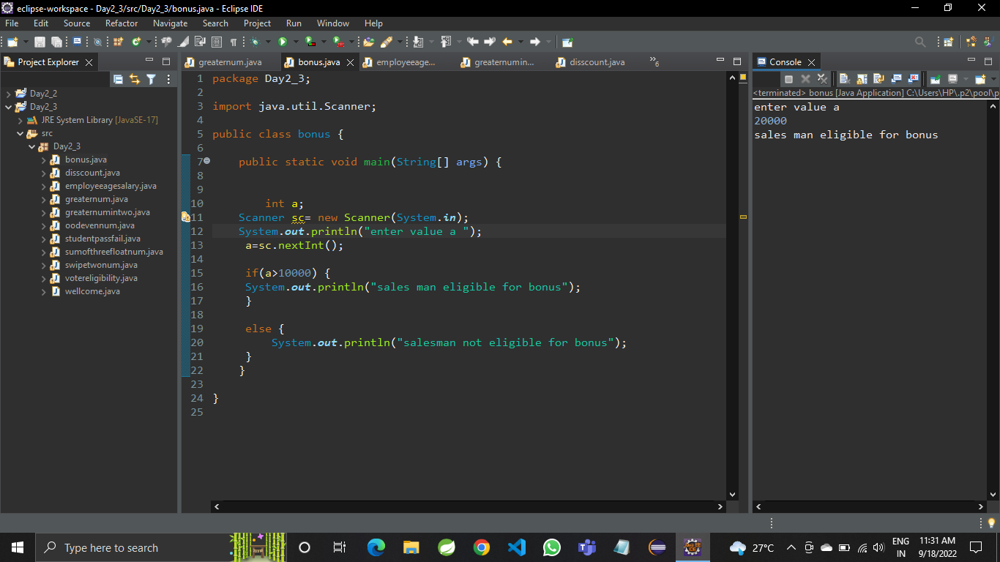 eclipse-workspace - Day2_3/src/Day2_3/bonus.java - Eclipse IDE
File Edit Source Refactor Navigate Search Project Run Window Help
Project Explorer
Day2_2
Day2_3
JRE System Library [JavaSE-17]
src
Day2_3
bonus.java
disscount.java
employeeagesalary.java
greaternum.java
greaternumintwo.java
oodevennum.java
studentpassfail.java
sumofthreefloatnum.java
swipetwonum.java
votereligibility.java
wellcome.java
greaternum.java bonus.java employeeage... greaternumin... disscount.java »6
1 package Day2_3;
2
3 import java.util.Scanner;
4
5 public class bonus {
6
7 public static void main(String[] args) {
8
9
10 int a;
11 Scanner sc= new Scanner(System.in);
12 System.out.println("enter value a ");
13 a=sc.nextInt();
14
15 if(a>10000) {
16 System.out.println("sales man eligible for bonus");
17 }
18
19 else {
20 System.out.println("salesman not eligible for bonus");
21 }
22 }
23
24 }
25
Console
<terminated> bonus [Java Application] C:\Users\HP\.p2\pool\p
enter value a
20000
sales man eligible for bonus
Type here to search
27°C
ENG
IN
11:31 AM
9/18/2022